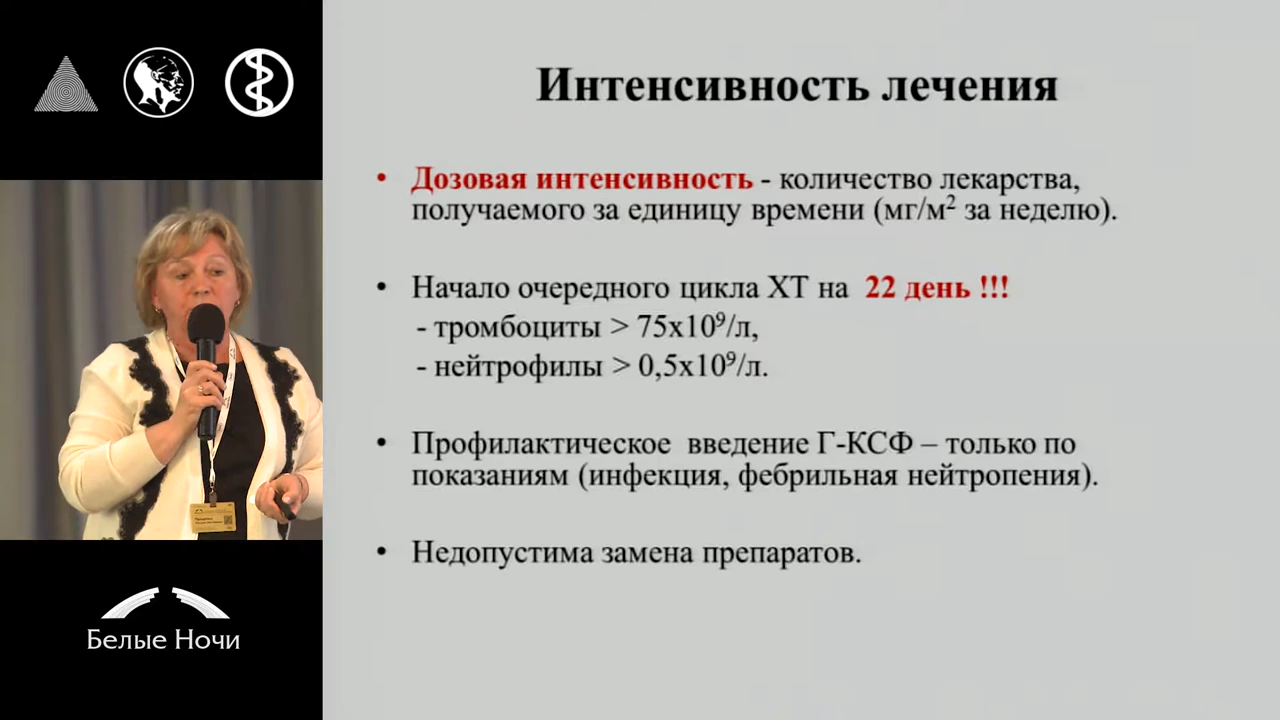 Интенсивность лечения
• Дозовая интенсивность - количество лекарства,
получаемого за единицу времени (мг/м² за неделю).
• Начало очередного цикла ХТ на 22 день !!!
- тромбоциты > 75х10⁹/л,
- нейтрофилы > 0,5х10⁹/л.
• Профилактическое введение Г-КСФ – только по
показаниям (инфекция, фебрильная нейтропения).
• Недопустима замена препаратов.
Белые Ночи